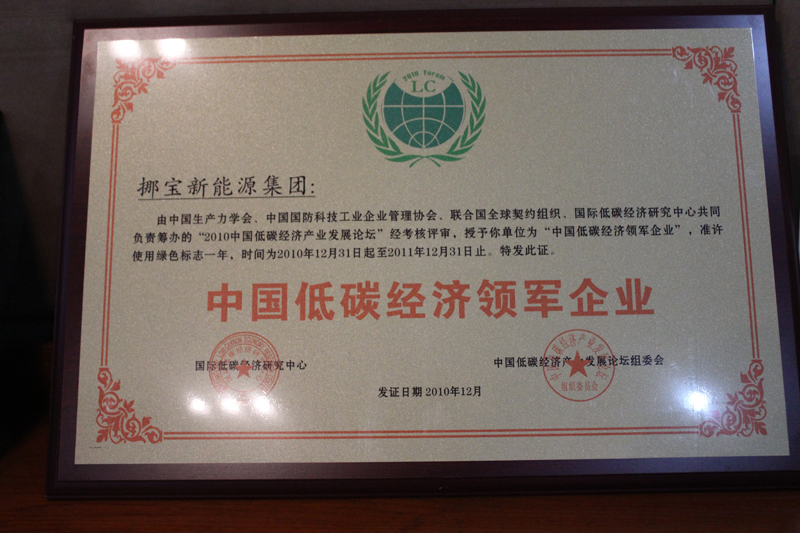 2010 Forum
LC
挪宝新能源集团:
由中国生产力学会、中国国防科技工业企业管理协会、联合国全球契约组织、国际低碳经济研究中心共同
负责筹办的“2010中国低碳经济产业发展论坛”经考核评审，授予你单位为“中国低碳经济领军企业”，准许
使用绿色标志一年，时间为2010年12月31日起至2011年12月31日止。特发此证。
中国低碳经济领军企业
国际低碳经济研究中心
中国低碳经济产业发展论坛组委会
组织委员会
发证日期 2010年12月